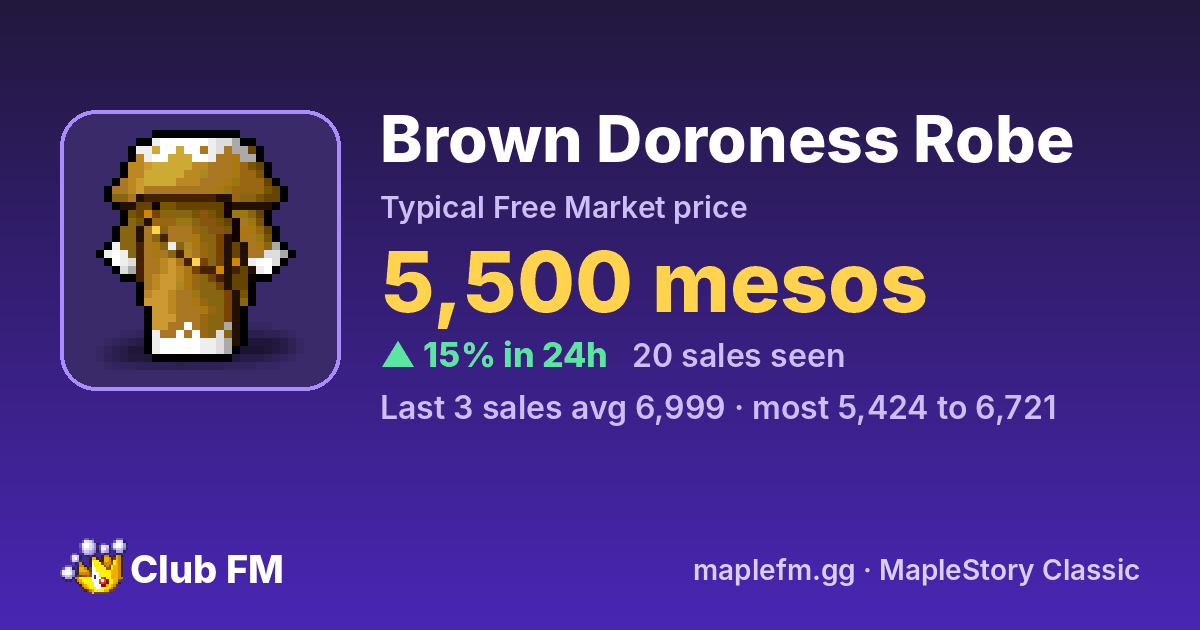 Brown Doroness Robe
Typical Free Market price
5,500 mesos
▲ 15% in 24h 20 sales seen
Last 3 sales avg 6,999 · most 5,424 to 6,721
Club FM
maplefm.gg · MapleStory Classic